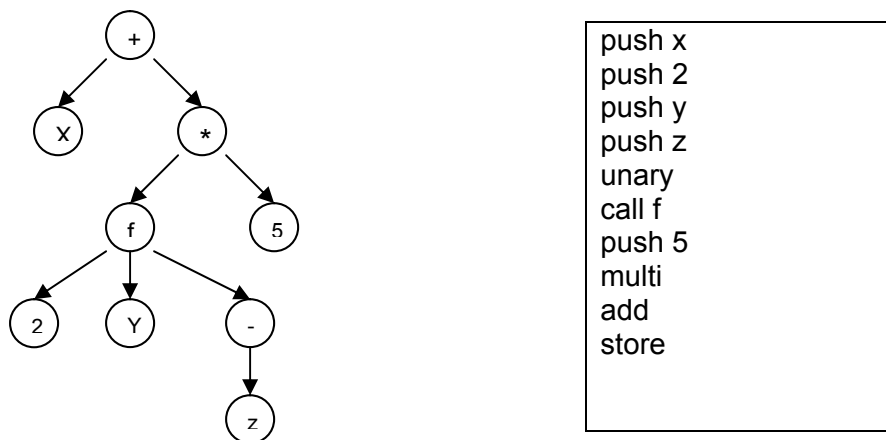 +
X
*
f
5
2
Y
-
z
push x
push 2
push y
push z
unary
call f
push 5
multi
add
store